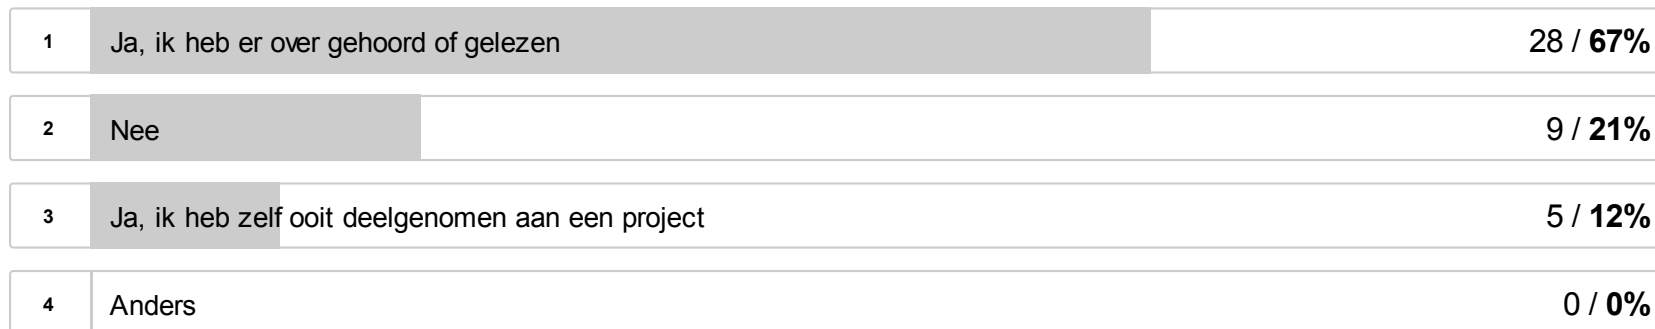 1 Ja, ik heb er over gehoord of gelezen 28 / 67%
2 Nee 9 / 21%
3 Ja, ik heb zelf ooit deelgenomen aan een project 5 / 12%
4 Anders 0 / 0%